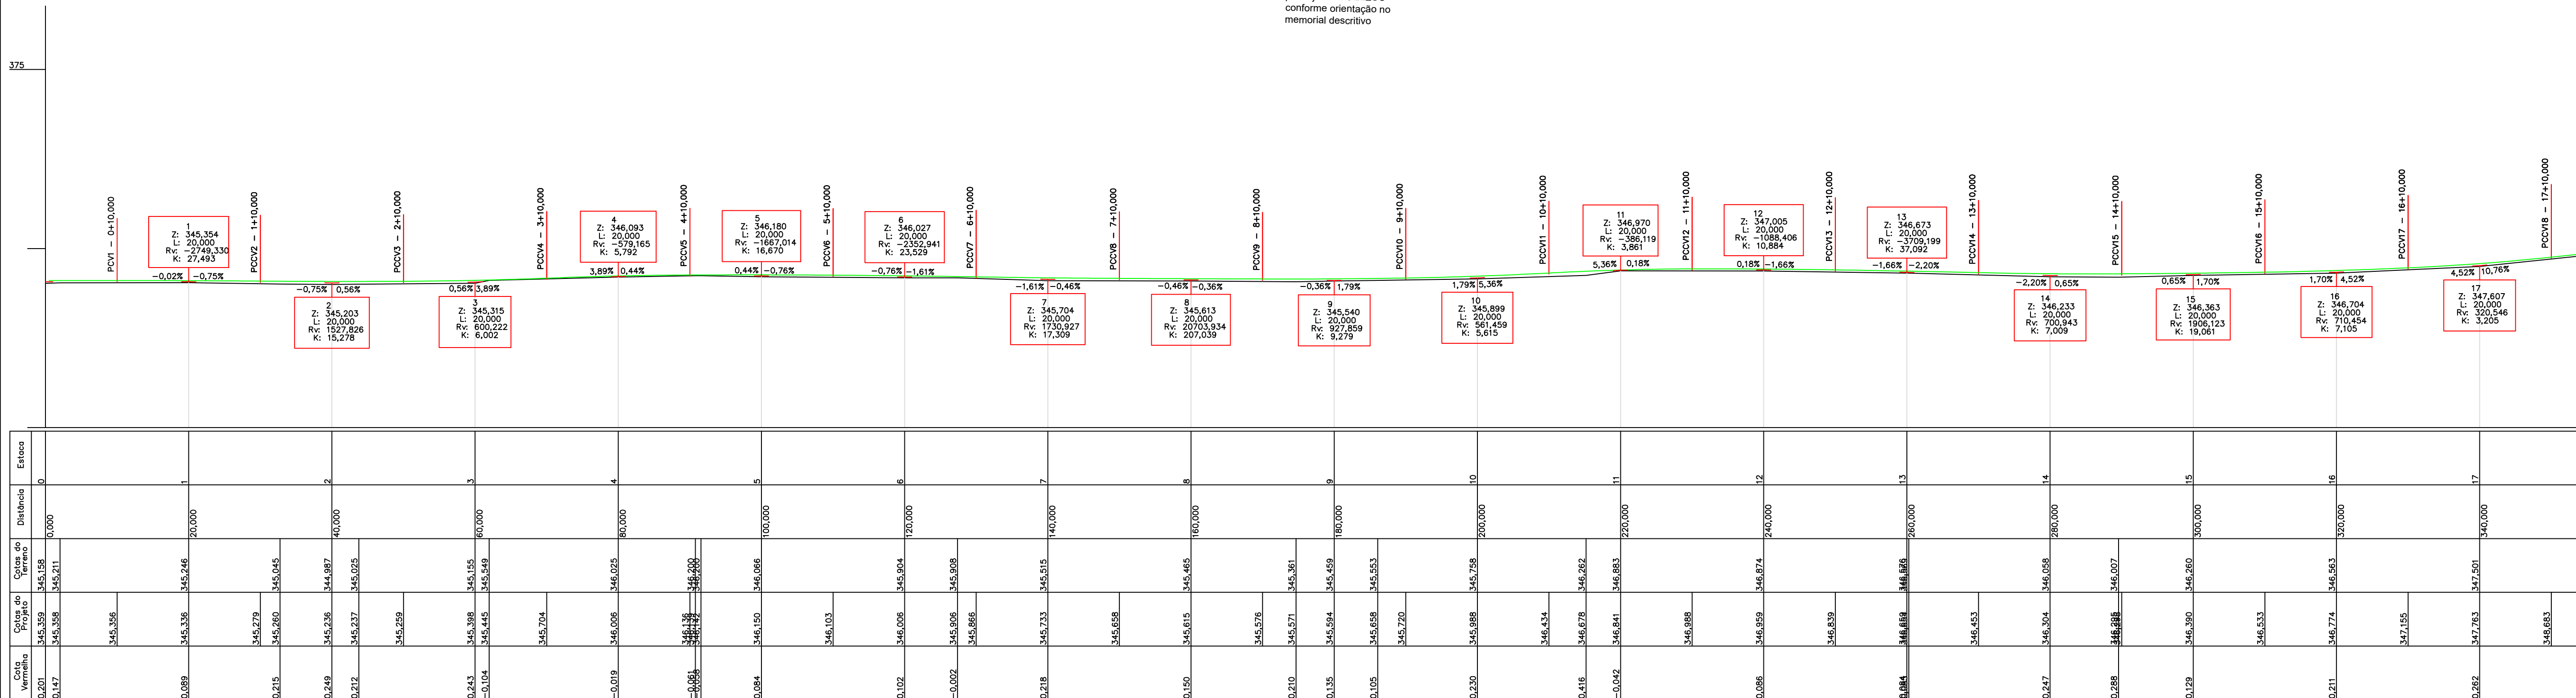 conforme orientação no
memorial descritivo
375
PCV1 - 0+10,000
1
Z: 345,354
L: 20,000
Rv: -2749,330
K: 27,493
-0,02% -0,75%
PCCV2 - 1+10,000
-0,75% 0,56%
2
Z: 345,203
L: 20,000
Rv: 1527,826
K: 15,278
PCCV3 - 2+10,000
0,56% 3,89%
3
Z: 345,315
L: 20,000
Rv: 600,222
K: 6,002
PCCV4 - 3+10,000
4
Z: 346,093
L: 20,000
Rv: -579,165
K: 5,792
3,89% 0,44%
PCCV5 - 4+10,000
5
Z: 346,180
L: 20,000
Rv: -1667,014
K: 16,670
0,44% -0,76%
PCCV6 - 5+10,000
6
Z: 346,027
L: 20,000
Rv: -2352,941
K: 23,529
-0,76% -1,61%
PCCV7 - 6+10,000
-1,61% -0,46%
7
Z: 345,704
L: 20,000
Rv: 1730,927
K: 17,309
PCCV8 - 7+10,000
-0,46% -0,36%
8
Z: 345,613
L: 20,000
Rv: 20703,934
K: 207,039
PCCV9 - 8+10,000
-0,36% 1,79%
9
Z: 345,540
L: 20,000
Rv: 927,859
K: 9,279
PCCV10 - 9+10,000
1,79% 5,36%
10
Z: 345,899
L: 20,000
Rv: 561,459
K: 5,615
PCCV11 - 10+10,000
11
Z: 346,970
L: 20,000
Rv: -386,119
K: 3,861
5,36% 0,18%
PCCV12 - 11+10,000
12
Z: 347,005
L: 20,000
Rv: -1088,406
K: 10,884
0,18% -1,66%
PCCV13 - 12+10,000
13
Z: 346,673
L: 20,000
Rv: -3709,199
K: 37,092
-1,66% -2,20%
PCCV14 - 13+10,000
-2,20% 0,65%
14
Z: 346,233
L: 20,000
Rv: 700,943
K: 7,009
PCCV15 - 14+10,000
0,65% 1,70%
15
Z: 346,363
L: 20,000
Rv: 1906,123
K: 19,061
PCCV16 - 15+10,000
1,70% 4,52%
16
Z: 346,704
L: 20,000
Rv: 710,454
K: 7,105
PCCV17 - 16+10,000
4,52% 10,76%
17
Z: 347,607
L: 20,000
Rv: 320,546
K: 3,205
PCCV18 - 17+10,000
Estaca 0 1 2 3 4 5 6 7 8 9 10 11 12 13 14 15 16 17
Distância 0,000 20,000 40,000 60,000 80,000 100,000 120,000 140,000 160,000 180,000 200,000 220,000 240,000 260,000 280,000 300,000 320,000 340,000
Cotas do
Terreno
345,158 345,211 345,246 345,045 344,987 345,025 345,155 345,549 346,025 346,200 346,066 345,904 345,908 345,515 345,465 345,361 345,459 345,553 345,758 346,262 346,883 346,874 346,058 346,007 346,260 346,563 347,501
Cotas do
Projeto
345,359 345,358 345,356 345,336 345,279 345,260 345,236 345,237 345,259 345,398 345,445 345,704 346,006 346,136 346,142 346,150 346,103 346,006 345,906 345,866 345,733 345,658 345,615 345,576 345,571 345,594 345,658 345,720 345,988 346,434 346,678 346,841 346,988 346,959 346,839 346,453 346,304 346,390 346,533 346,774 347,155 347,763 348,683
Cota
Vermelha
0,201 0,147 0,089 0,215 0,249 0,212 0,243 -0,104 -0,019 -0,061 -0,058 0,084 0,102 -0,002 0,218 0,150 0,210 0,135 0,105 0,230 0,416 -0,042 0,086 0,247 0,288 0,129 0,211 0,262